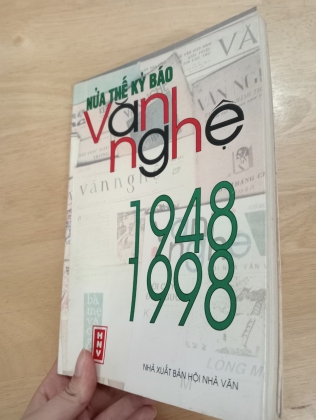 NỬA THẾ KỶ BÁO
văn
nghệ
1948
1998
HNV
NHÀ XUẤT BẢN HỘI NHÀ VĂN